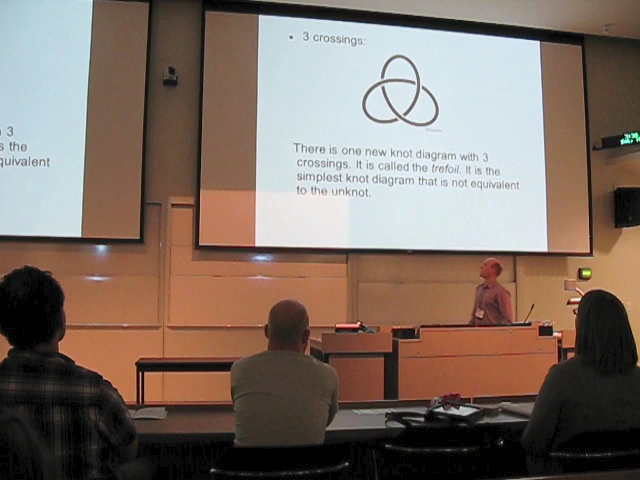 • 3 crossings:
There is one new knot diagram with 3
crossings. It is called the trefoil. It is the
simplest knot diagram that is not equivalent
to the unknot.
3
s the
quivalent